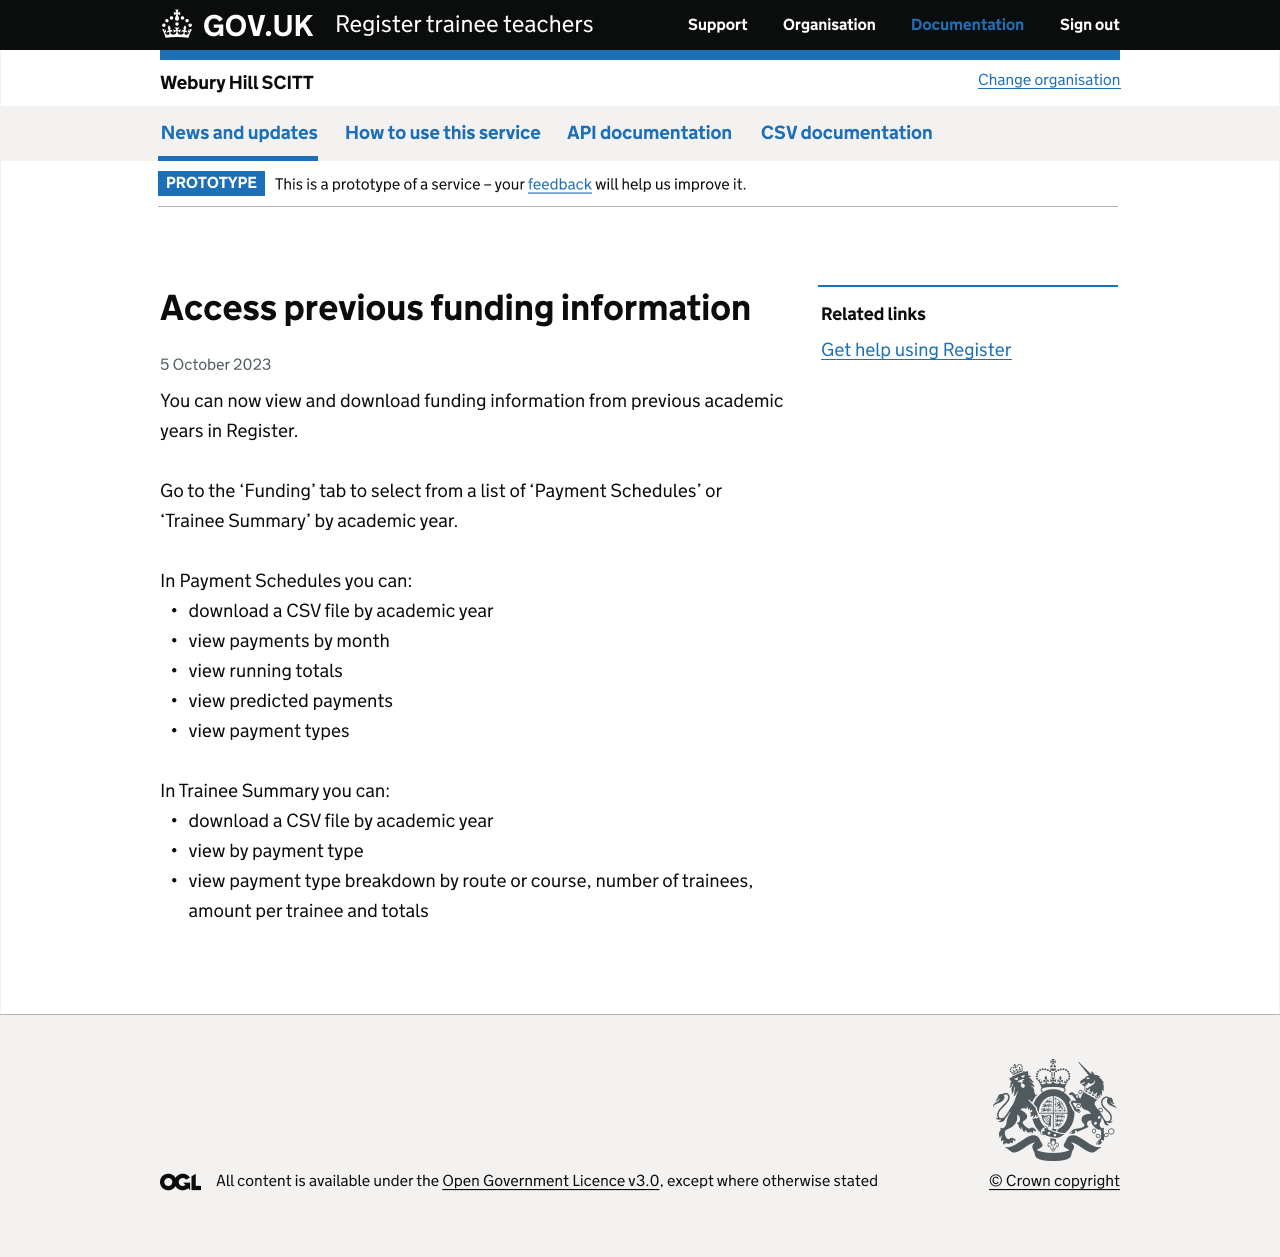 GOV.UK Register trainee teachers Support Organisation Documentation Sign out
Webury Hill SCITT Change organisation
News and updates How to use this service API documentation CSV documentation
PROTOTYPE This is a prototype of a service – your feedback will help us improve it.
Access previous funding information
5 October 2023
You can now view and download funding information from previous academic
years in Register.
Go to the ‘Funding’ tab to select from a list of ‘Payment Schedules’ or
‘Trainee Summary’ by academic year.
In Payment Schedules you can:
• download a CSV file by academic year
• view payments by month
• view running totals
• view predicted payments
• view payment types
In Trainee Summary you can:
• download a CSV file by academic year
• view by payment type
• view payment type breakdown by route or course, number of trainees,
amount per trainee and totals
Related links
Get help using Register
OGL All content is available under the Open Government Licence v3.0, except where otherwise stated
© Crown copyright